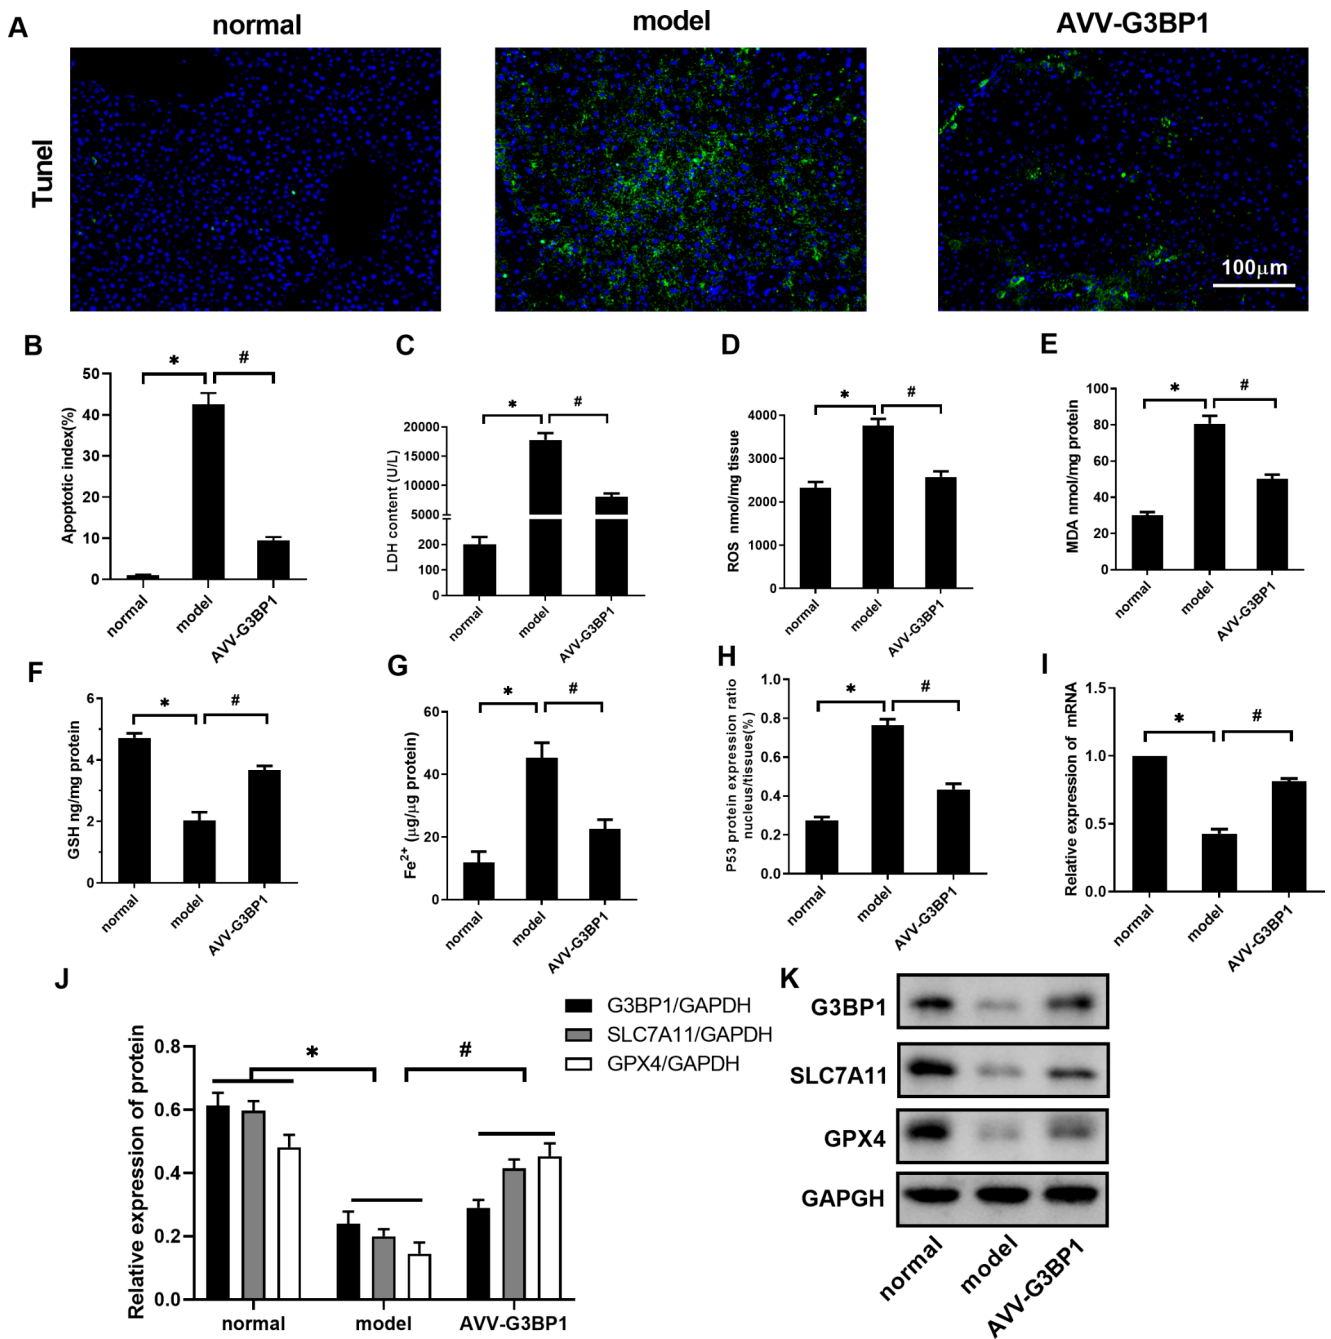 A
normal
model
AVV-G3BP1
Tunel
100μm
B
Apoptotic index(%)
50
40
30
20
10
0
*
#
normal
model
AVV-G3BP1
C
LDH content (U/L)
20000
15000
10000
5000
200
100
0
*
#
normal
model
AVV-G3BP1
D
ROS nmol/mg tissue
4000
3000
2000
1000
0
*
#
normal
model
AVV-G3BP1
E
MDA nmol/mg protein
100
80
60
40
20
0
*
#
normal
model
AVV-G3BP1
F
GSH ng/mg protein
6
4
2
0
*
#
normal
model
AVV-G3BP1
G
Fe²⁺ (μg/μg protein)
60
40
20
0
*
#
normal
model
AVV-G3BP1
H
P53 protein expression ratio
nucleus/tissues(%)
1.0
0.8
0.6
0.4
0.2
0.0
*
#
normal
model
AVV-G3BP1
I
Relative expression of mRNA
1.5
1.0
0.5
0.0
*
#
normal
model
AVV-G3BP1
J
Relative expression of protein
0.8
0.6
0.4
0.2
0.0
*
#
G3BP1/GAPDH
SLC7A11/GAPDH
GPX4/GAPDH
normal
model
AVV-G3BP1
K
G3BP1
SLC7A11
GPX4
GAPGH
normal
model
AVV-G3BP1